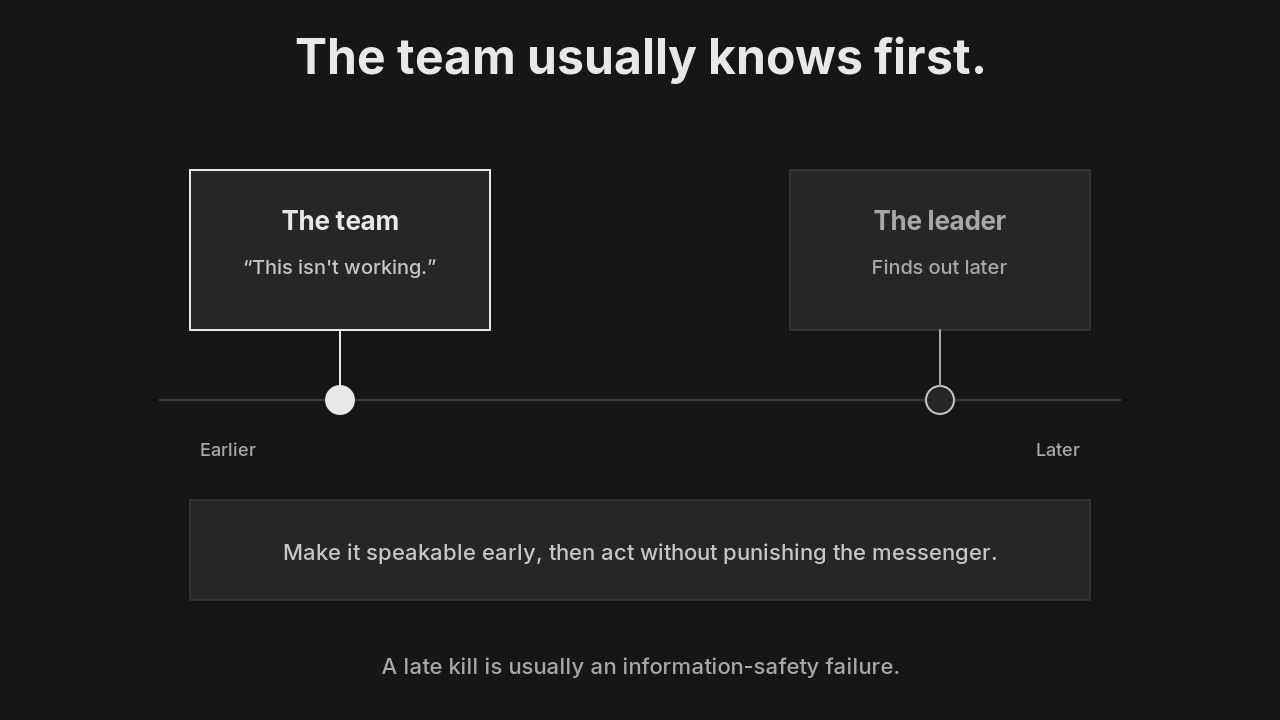 The team usually knows first.
The team
“This isn't working.”
The leader
Finds out later
Earlier
Later
Make it speakable early, then act without punishing the messenger.
A late kill is usually an information-safety failure.